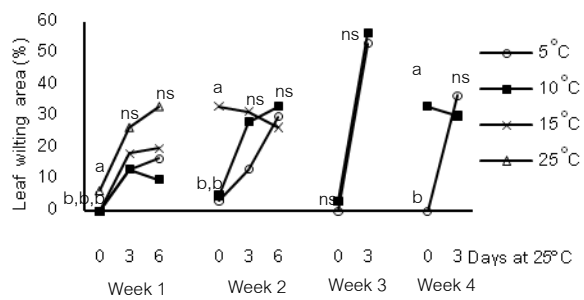 Leaf wilting area (%)
60
50
40
30
20
10
0
a
b,b,b
ns
ns
a
b,b
ns
ns
ns
ns
a
b
ns
5°C
10°C
15°C
25°C
0 3 6 0 3 6 0 3 0 3 Days at 25°C
Week 1 Week 2 Week 3 Week 4